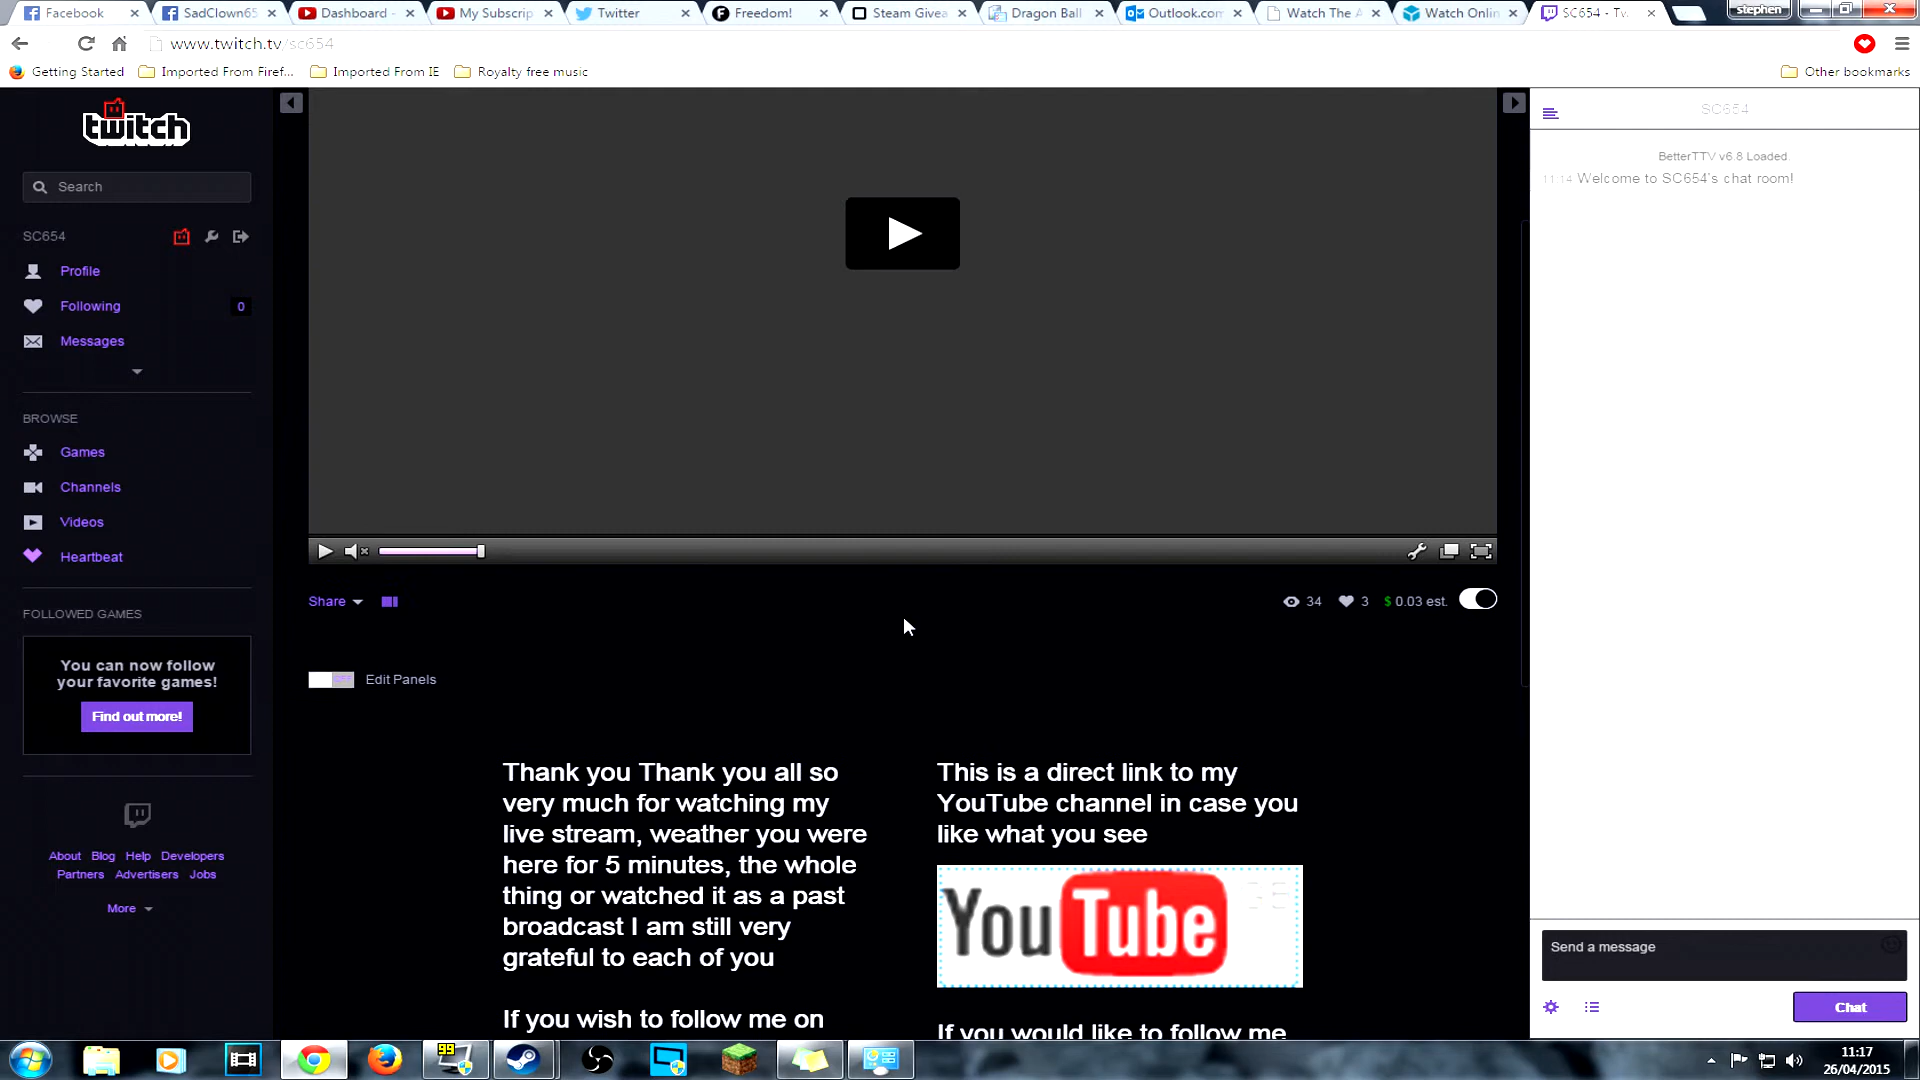 Facebook
SadClown65
Dashboard -
My Subscrip
Twitter
Freedom!
Steam Givea
Dragon Ball
Outlook.com
Watch The A
Watch Onlin
SC654 - Tw
stephen
www.twitch.tv/sc654
Getting Started
Imported From Firef...
Imported From IE
Royalty free music
Other bookmarks
twitch
Search
SC654
Profile
Following
0
Messages
BROWSE
Games
Channels
Videos
Heartbeat
FOLLOWED GAMES
You can now follow
your favorite games!
Find out more!
About Blog Help Developers
Partners Advertisers Jobs
More
Share
34
3
$ 0.03 est.
OFF
Edit Panels
Thank you Thank you all so
very much for watching my
live stream, weather you were
here for 5 minutes, the whole
thing or watched it as a past
broadcast I am still very
grateful to each of you
If you wish to follow me on
This is a direct link to my
YouTube channel in case you
like what you see
YouTube
If you would like to follow me
SC654
BetterTTV v6.8 Loaded.
11:14 Welcome to SC654's chat room!
Send a message
Chat
99
11:17
26/04/2015